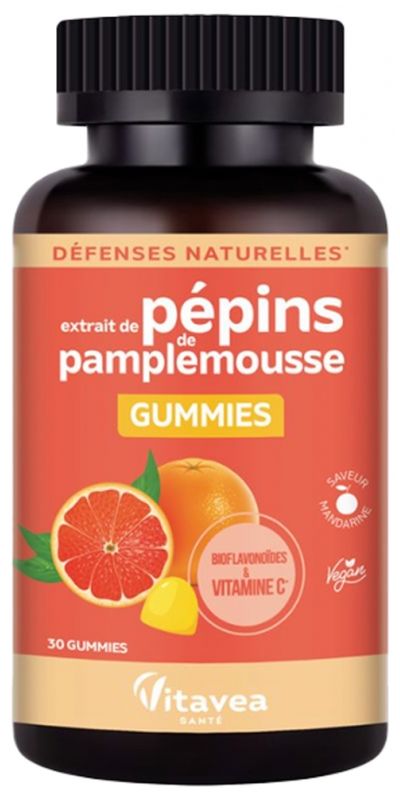 DÉFENSES NATURELLES*
extrait de pépins
de
pamplemousse
GUMMIES
SAVEUR
MANDARINE
BIOFLAVONOÏDES
&
VITAMINE C*
Vegan
30 GUMMIES
Vitavea
SANTÉ